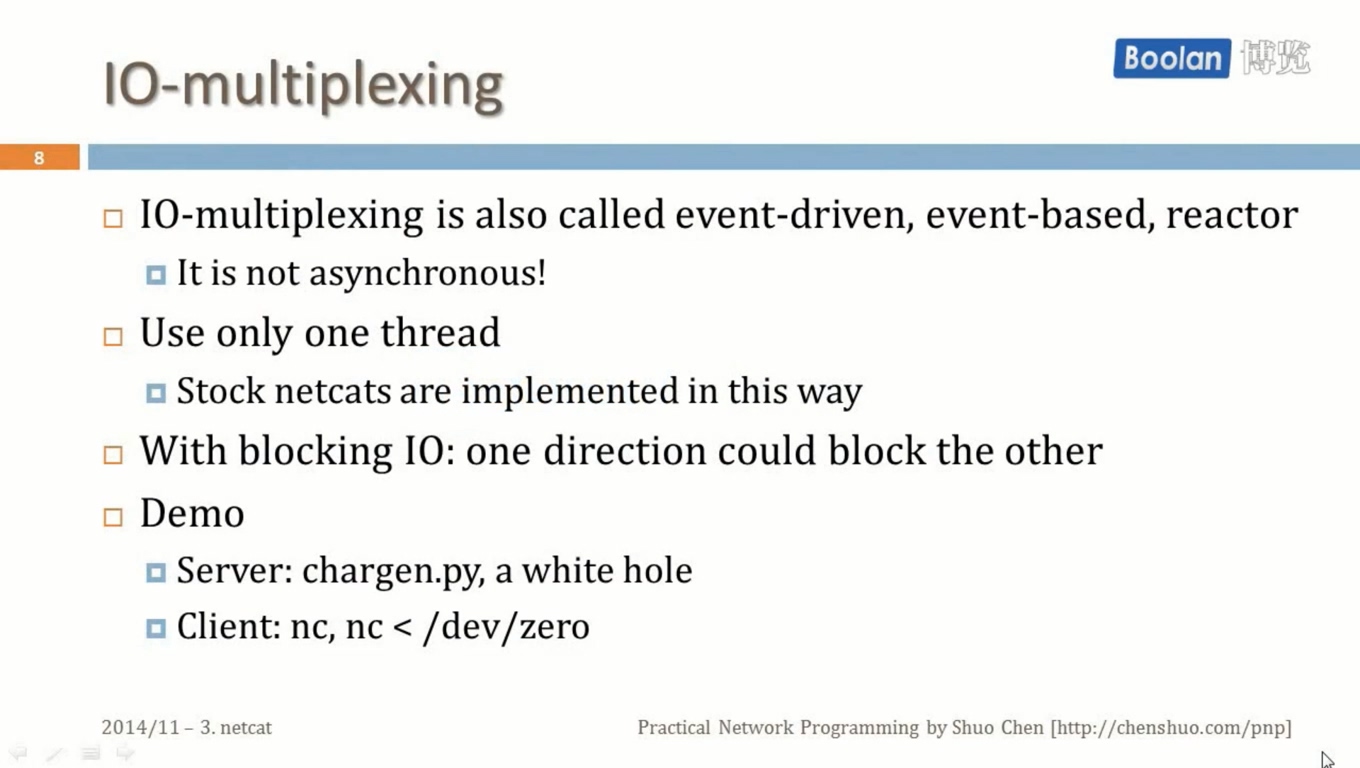 Boolan 博览
IO-multiplexing
8
IO-multiplexing is also called event-driven, event-based, reactor
It is not asynchronous!
Use only one thread
Stock netcats are implemented in this way
With blocking IO: one direction could block the other
Demo
Server: chargen.py, a white hole
Client: nc, nc < /dev/zero
2014/11 – 3. netcat
Practical Network Programming by Shuo Chen [http://chenshuo.com/pnp]